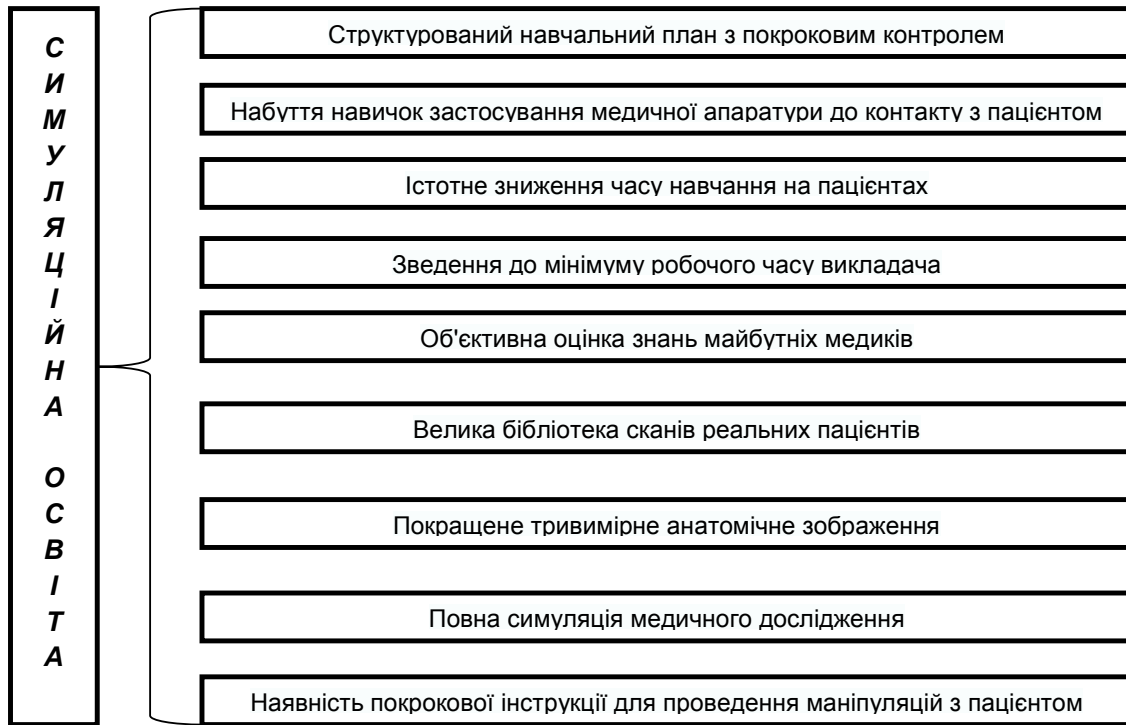 СИМУЛЯЦІЙНА ОСВІТА
Структурований навчальний план з покроковим контролем
Набуття навичок застосування медичної апаратури до контакту з пацієнтом
Істотне зниження часу навчання на пацієнтах
Зведення до мінімуму робочого часу викладача
Об'єктивна оцінка знань майбутніх медиків
Велика бібліотека сканів реальних пацієнтів
Покращене тривимірне анатомічне зображення
Повна симуляція медичного дослідження
Наявність покрокової інструкції для проведення маніпуляцій з пацієнтом